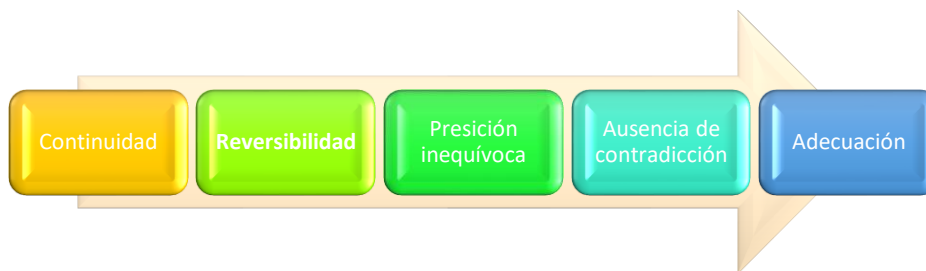 Continuidad
Reversibilidad
Presición
inequívoca
Ausencia de
contradicción
Adecuación